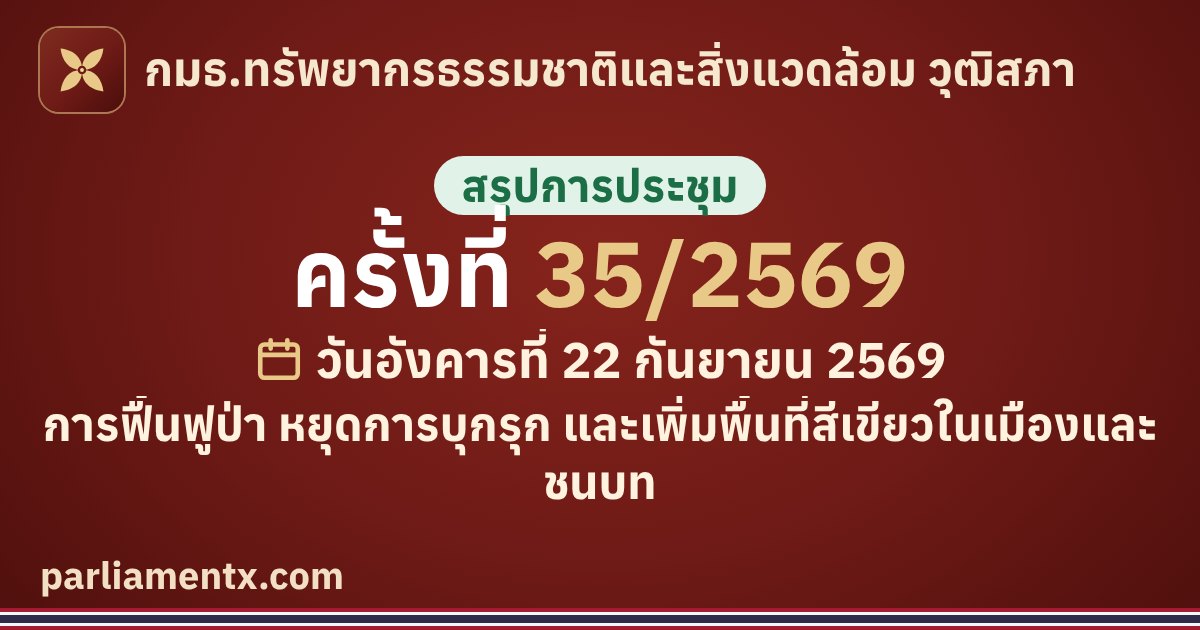 กมธ.ทรัพยากรธรรมชาติและสิ่งแวดล้อม วุฒิสภา
สรุปการประชุม
ครั้งที่ 35/2569
วันอังคารที่ 22 กันยายน 2569
การฟื้นฟูป่า หยุดการบุกรุก และเพิ่มพื้นที่สีเขียวในเมืองและ
ชนบท
parliamentx.com